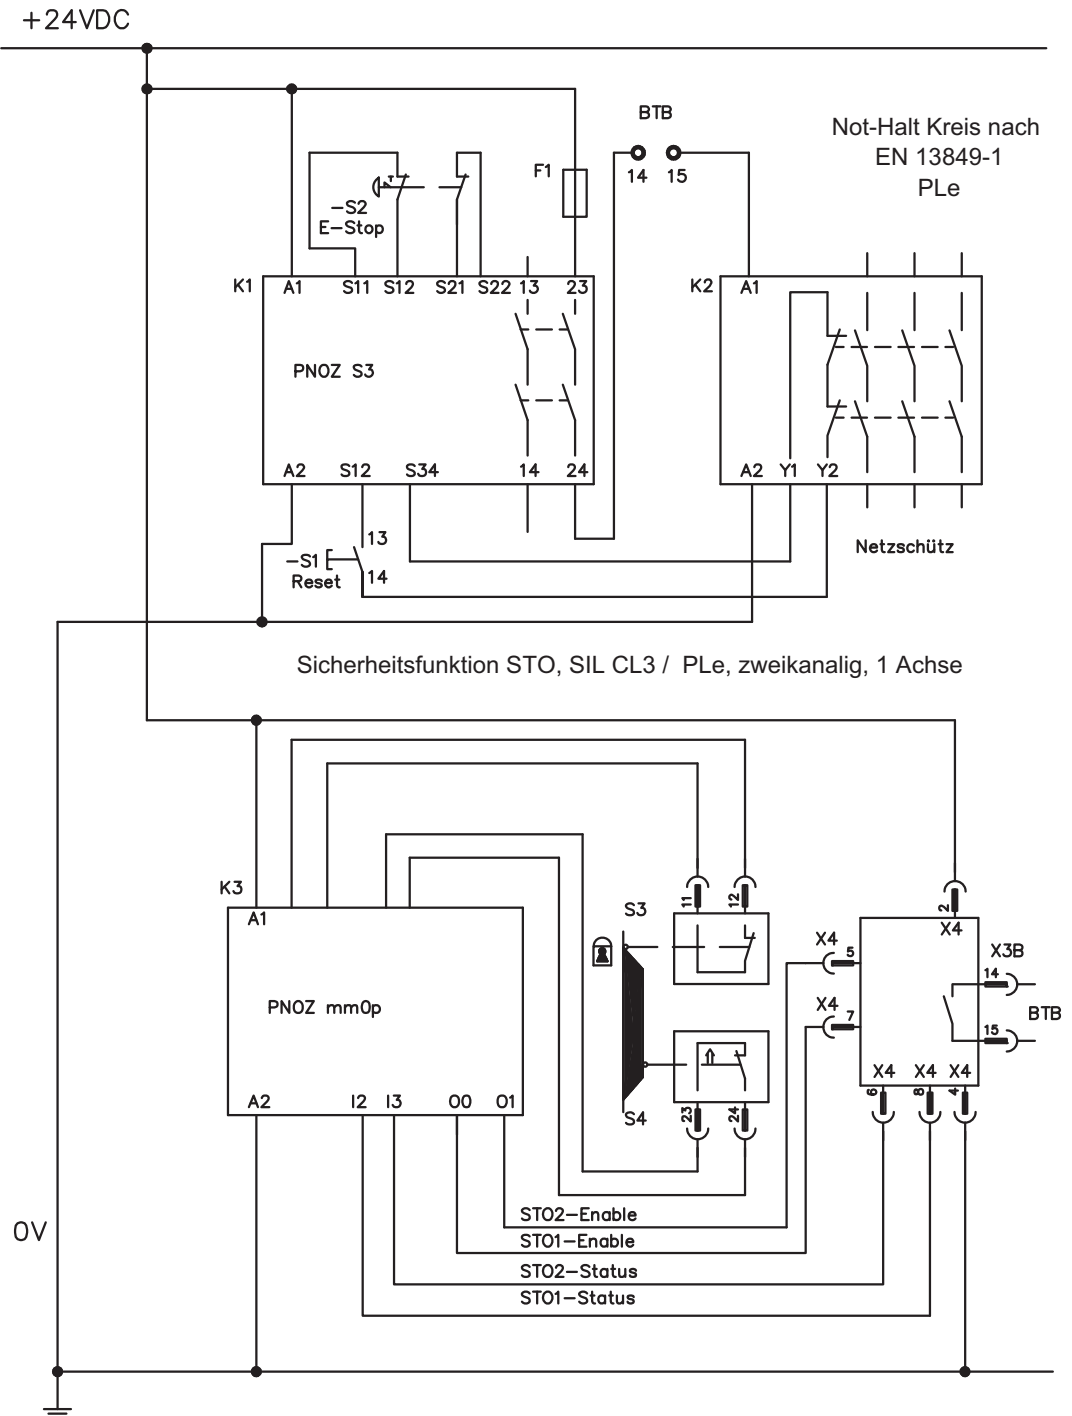 +24VDC
BTB
Not-Halt Kreis nach
EN 13849-1
PLe
F1
14 15
-S2
E-Stop
K1 A1 S11 S12 S21 S22 13 23
K2 A1
PNOZ S3
A2 S12 S34 14 24
A2 Y1 Y2
13
-S1
14
Reset
Netzschütz
Sicherheitsfunktion STO, SIL CL3 / PLe, zweikanalig, 1 Achse
K3
A1
11 12
S3
2
X4
X4
5
X3B
14
PNOZ mm0p
X4
7
BTB
15
A2 I2 I3 O0 O1
X4 X4 X4
6 8 4
23 24
S4
STO2-Enable
0V
STO1-Enable
STO2-Status
STO1-Status